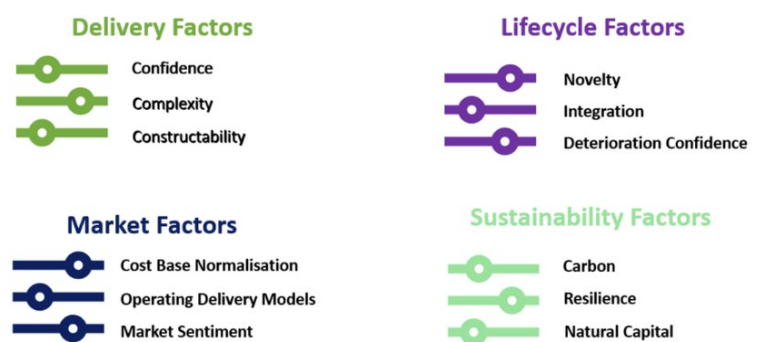 Delivery Factors
Confidence
Complexity
Constructability
Lifecycle Factors
Novelty
Integration
Deterioration Confidence
Market Factors
Cost Base Normalisation
Operating Delivery Models
Market Sentiment
Sustainability Factors
Carbon
Resilience
Natural Capital